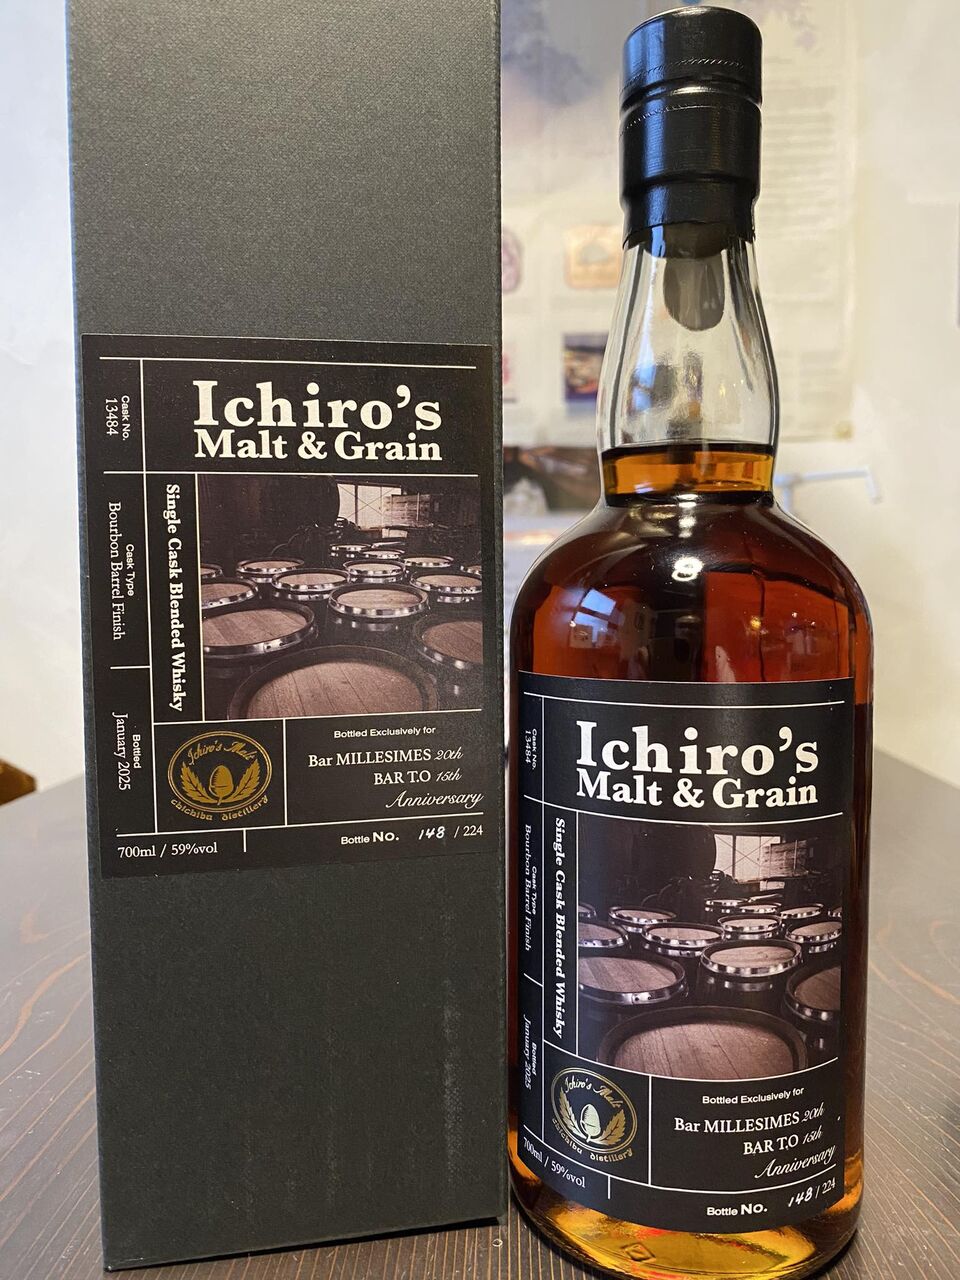 Ichiro's
Malt & Grain
Cask No.
13484
Cask Type
Bourbon Barrel Finish
Bottled
January 2025
Single Cask Blended Whisky
Ichiro's Malt
chichibu distillery
Bottled Exclusively for
Bar MILLESIMES 20th
BAR T.O 15th
Anniversary
700ml / 59%vol
Bottle No. 148 / 224
Ichiro's
Malt & Grain
Cask No.
13484
Cask Type
Bourbon Barrel Finish
Bottled
January 2025
Single Cask Blended Whisky
Ichiro's Malt
chichibu distillery
Bottled Exclusively for
Bar MILLESIMES 20th
BAR T.O 15th
Anniversary
700ml / 59%vol
Bottle No. 148 / 224